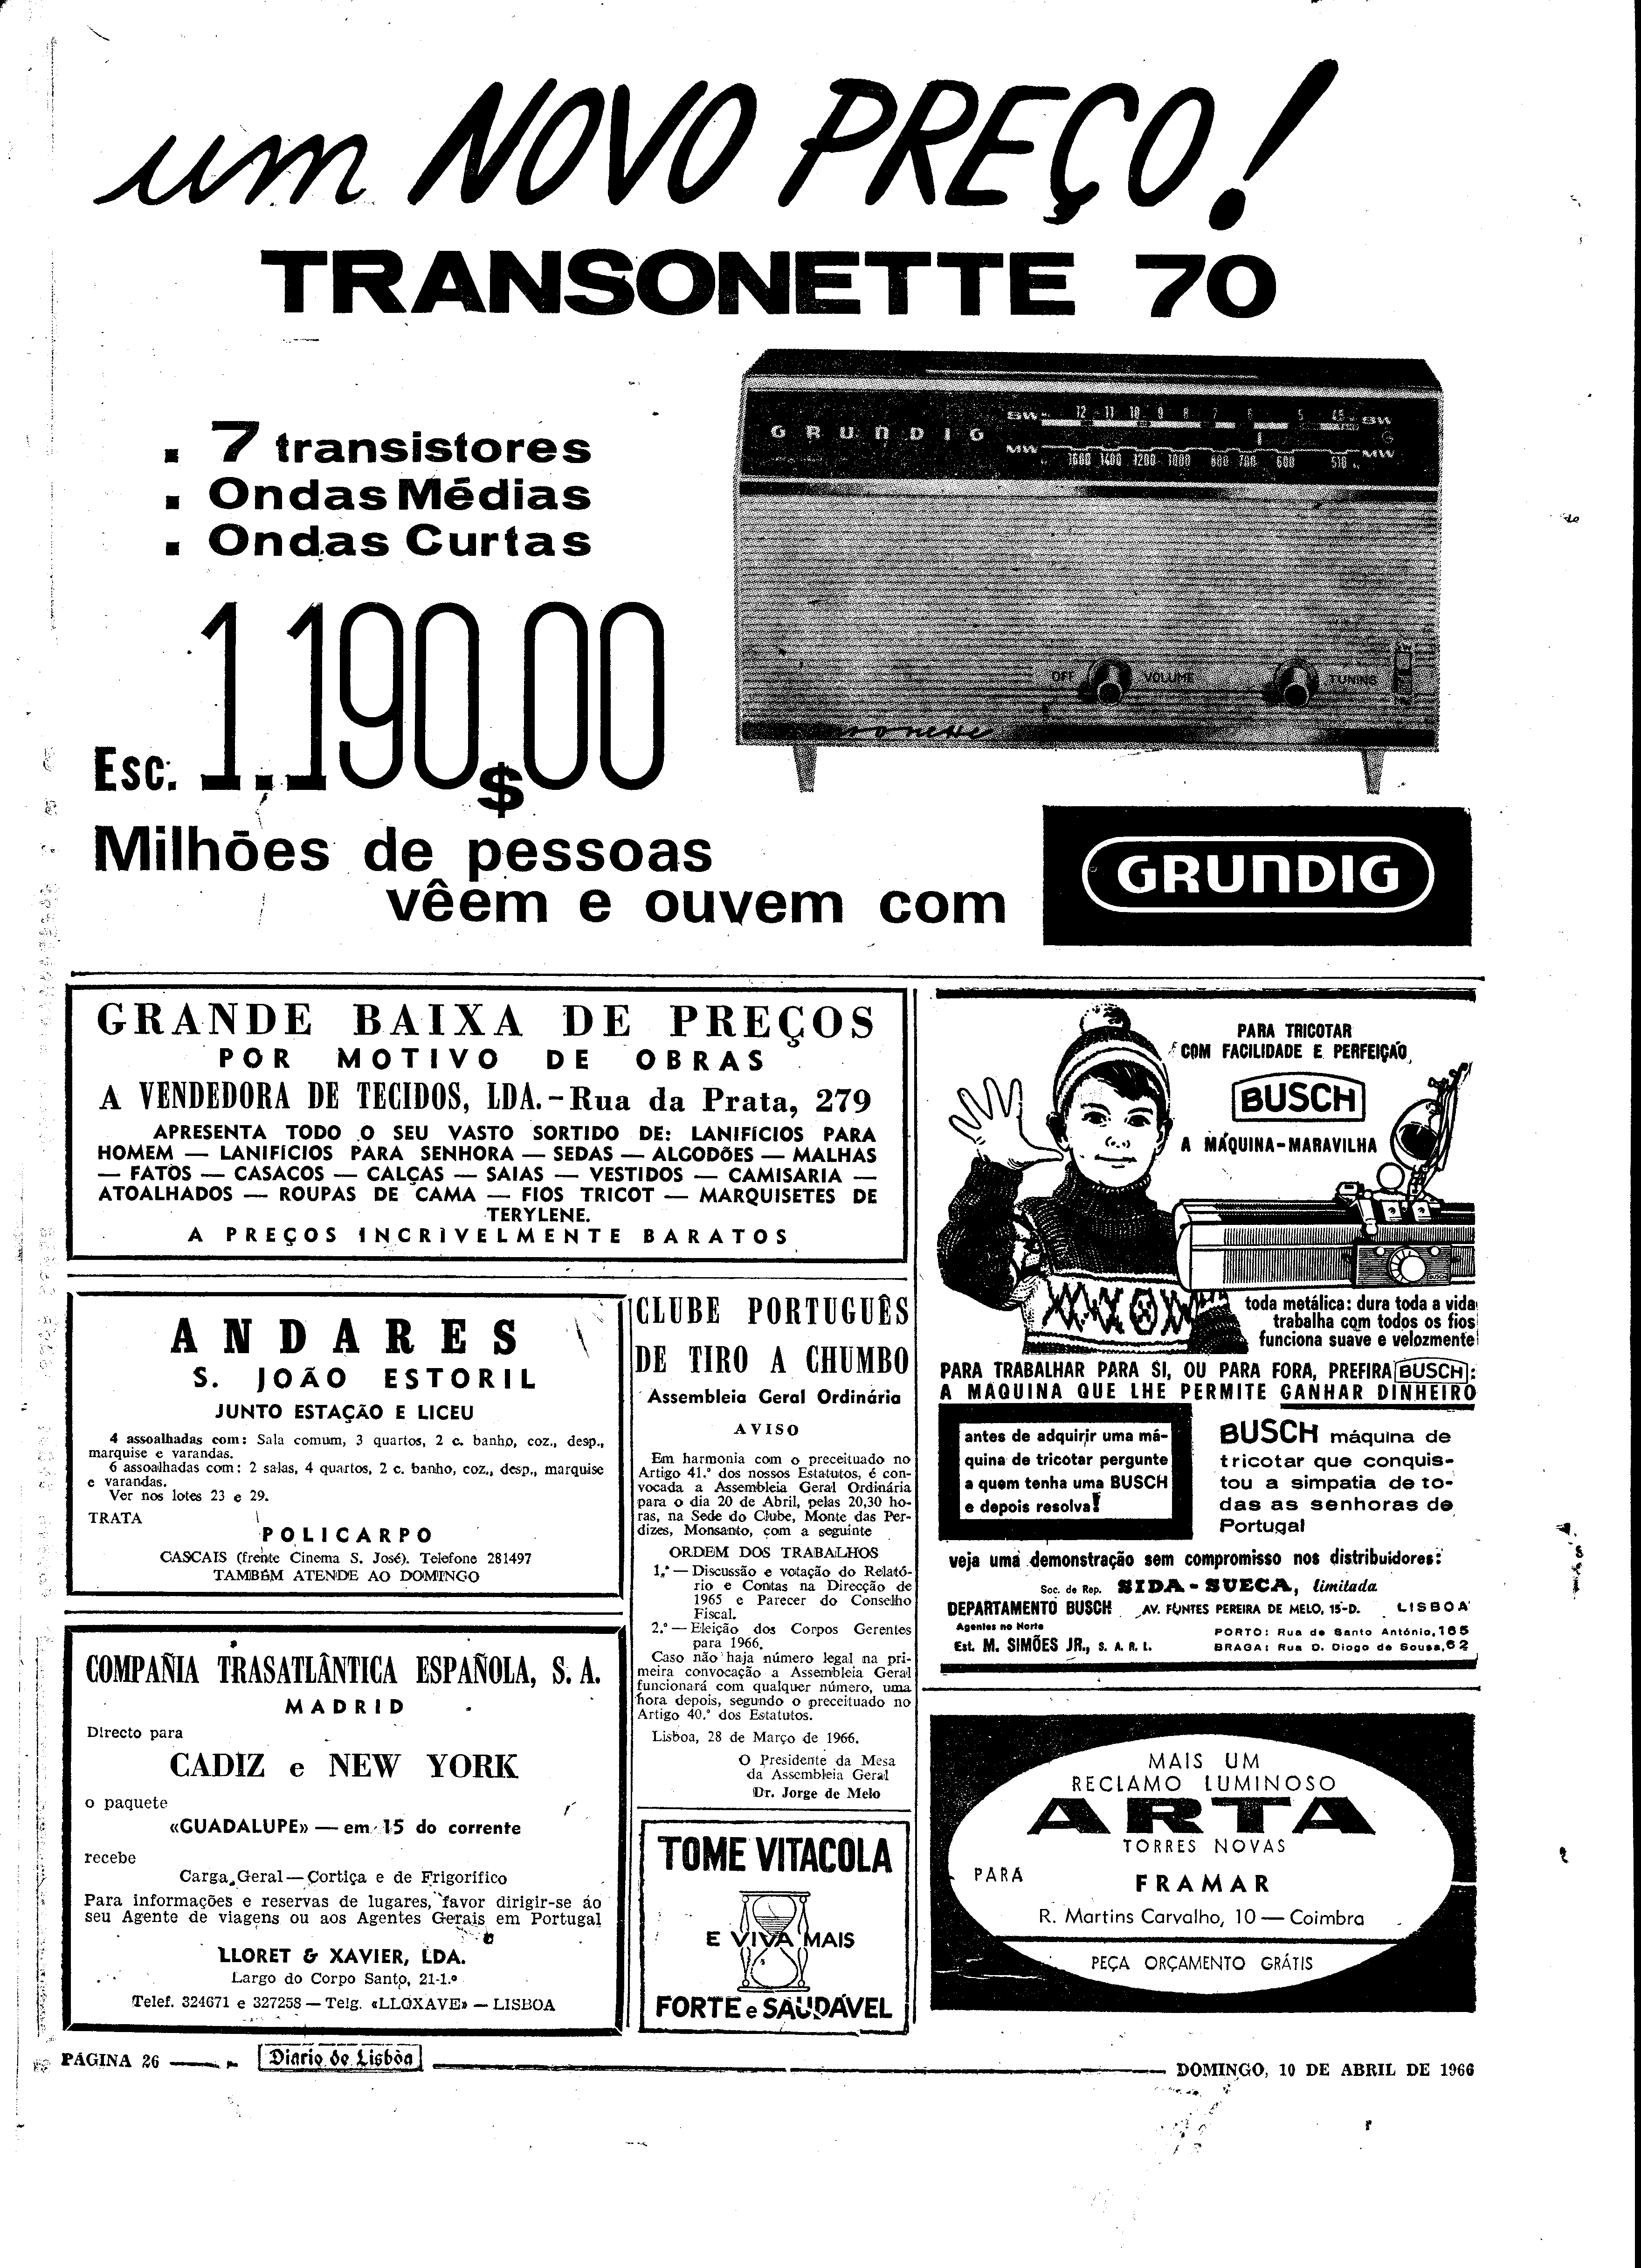 um NOVO PREÇO!
TRANSONETTE 70
7 transistores
Ondas Médias
Ondas Curtas
Esc. 1.190$00
GRUNDIG
SW 12 11 10 9 8 7 6 5 4,5 SW
MW 1600 1400 1200 1000 800 700 600 510 MW
OFF VOLUME TUNING
Milhões de pessoas
vêem e ouvem com
GRUNDIG
GRANDE BAIXA DE PREÇOS
POR MOTIVO DE OBRAS
A VENDEDORA DE TECIDOS, LDA.-Rua da Prata, 279
APRESENTA TODO O SEU VASTO SORTIDO DE: LANIFÍCIOS PARA
HOMEM — LANIFÍCIOS PARA SENHORA — SEDAS — ALGODÕES — MALHAS
— FATOS — CASACOS — CALÇAS — SAIAS — VESTIDOS — CAMISARIA —
ATOALHADOS — ROUPAS DE CAMA — FIOS TRICOT — MARQUISETES DE
TERYLENE.
A PREÇOS INCRIVELMENTE BARATOS
ANDARES
S. JOÃO ESTORIL
JUNTO ESTAÇÃO E LICEU
4 assoalhadas com: Sala comum, 3 quartos, 2 c. banho, coz., desp.,
marquise e varandas.
6 assoalhadas com: 2 salas, 4 quartos, 2 c. banho, coz., desp., marquise
e varandas.
Ver nos lotes 23 e 29.
TRATA
POLICARPO
CASCAIS (frente Cinema S. José). Telefone 281497
TAMBÉM ATENDE AO DOMINGO
COMPAÑIA TRASATLÂNTICA ESPAÑOLA, S. A.
MADRID
Directo para
CADIZ e NEW YORK
o paquete
«GUADALUPE» — em 15 do corrente
recebe
Carga Geral — Cortiça e de Frigorífico
Para informações e reservas de lugares, favor dirigir-se ao
seu Agente de viagens ou aos Agentes Gerais em Portugal
LLORET & XAVIER, LDA.
Largo do Corpo Santo, 21-1.º
Telef. 324671 e 327258 — Telg. «LLOXAVE» — LISBOA
CLUBE PORTUGUÊS
DE TIRO A CHUMBO
Assembleia Geral Ordinária
AVISO
Em harmonia com o preceituado no
Artigo 41.º dos nossos Estatutos, é con-
vocada a Assembleia Geral Ordinária
para o dia 20 de Abril, pelas 20,30 ho-
ras, na Sede do Clube, Monte das Per-
dizes, Monsanto, com a seguinte
ORDEM DOS TRABALHOS
1.ª — Discussão e votação do Relató-
rio e Contas na Direcção de
1965 e Parecer do Conselho
Fiscal.
2.ª — Eleição dos Corpos Gerentes
para 1966.
Caso não haja número legal na pri-
meira convocação a Assembleia Geral
funcionará com qualquer número, uma
hora depois, segundo o preceituado no
Artigo 40.º dos Estatutos.
Lisboa, 28 de Março de 1966.
O Presidente da Mesa
da Assembleia Geral
Dr. Jorge de Melo
TOME VITACOLA
E VIVA MAIS
FORTE e SAUDÁVEL
PARA TRICOTAR
COM FACILIDADE E PERFEIÇÃO
BUSCH
A MÁQUINA-MARAVILHA
toda metálica: dura toda a vida
trabalha com todos os fios
funciona suave e velozmente
PARA TRABALHAR PARA SI, OU PARA FORA, PREFIRA BUSCH:
A MÁQUINA QUE LHE PERMITE GANHAR DINHEIRO
antes de adquirir uma má-
quina de tricotar pergunte
a quem tenha uma BUSCH
e depois resolva!
BUSCH máquina de
tricotar que conquis-
tou a simpatia de to-
das as senhoras de
Portugal
veja uma demonstração sem compromisso nos distribuidores:
Soc. de Rep. SIDA-SUECA, limitada
DEPARTAMENTO BUSCH AV. FONTES PEREIRA DE MELO, 15-D. LISBOA
Agentes no Norte
Est. M. SIMÕES JR., S. A. R. L.
PORTO: Rua de Santo António, 165
BRAGA: Rua D. Diogo de Sousa, 62
MAIS UM
RECLAMO LUMINOSO
ARTA
TORRES NOVAS
PARA
FRAMAR
R. Martins Carvalho, 10 — Coimbra
PEÇA ORÇAMENTO GRÁTIS
PÁGINA 26
Diario de Lisbôa
DOMINGO, 10 DE ABRIL DE 1966